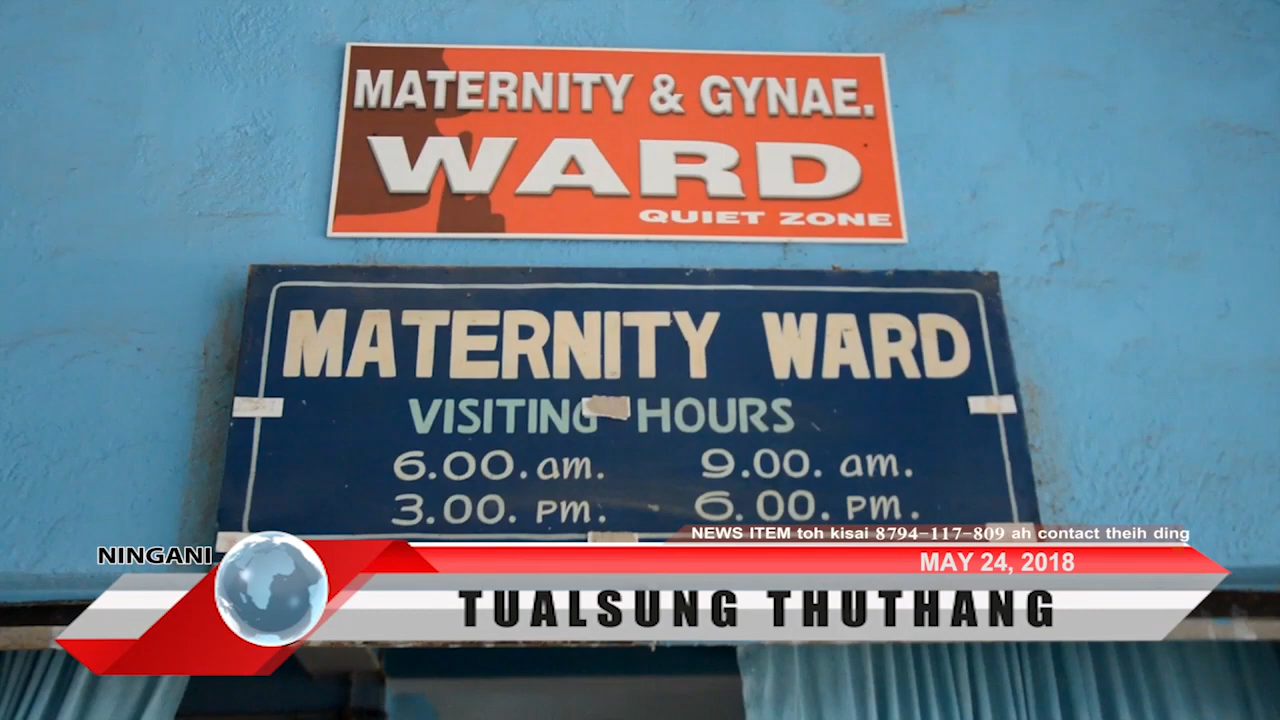 MATERNITY & GYNAE.
WARD
QUIET ZONE
MATERNITY WARD
VISITING HOURS
6.00. am. 9.00. am.
3.00. PM. 6.00. PM.
NEWS ITEM toh kisai 8794-117-809 ah contact theih ding
NINGANI
MAY 24, 2018
TUALSUNG THUTHANG